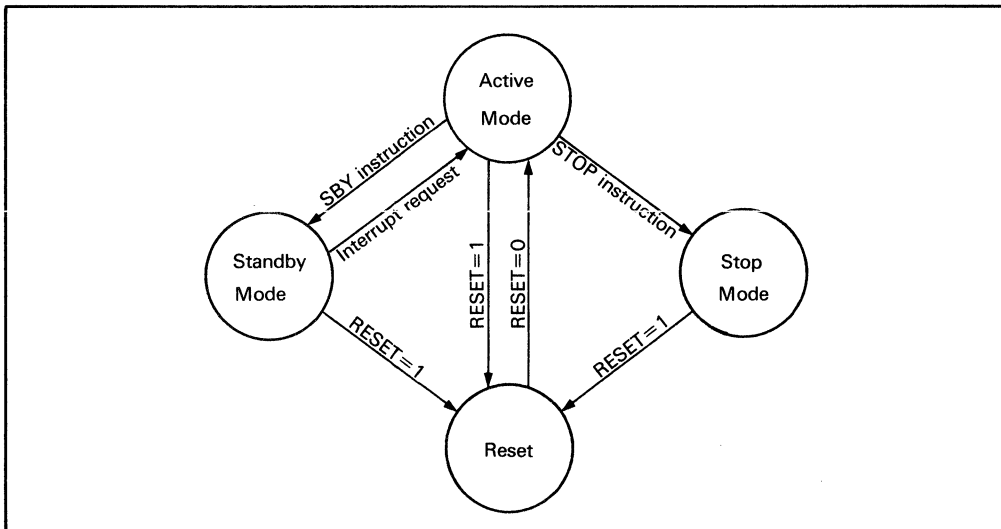 Active
Mode
SBY instruction
Interrupt request
STOP instruction
Standby
Mode
Stop
Mode
RESET=1
RESET=0
RESET=1
RESET=1
Reset